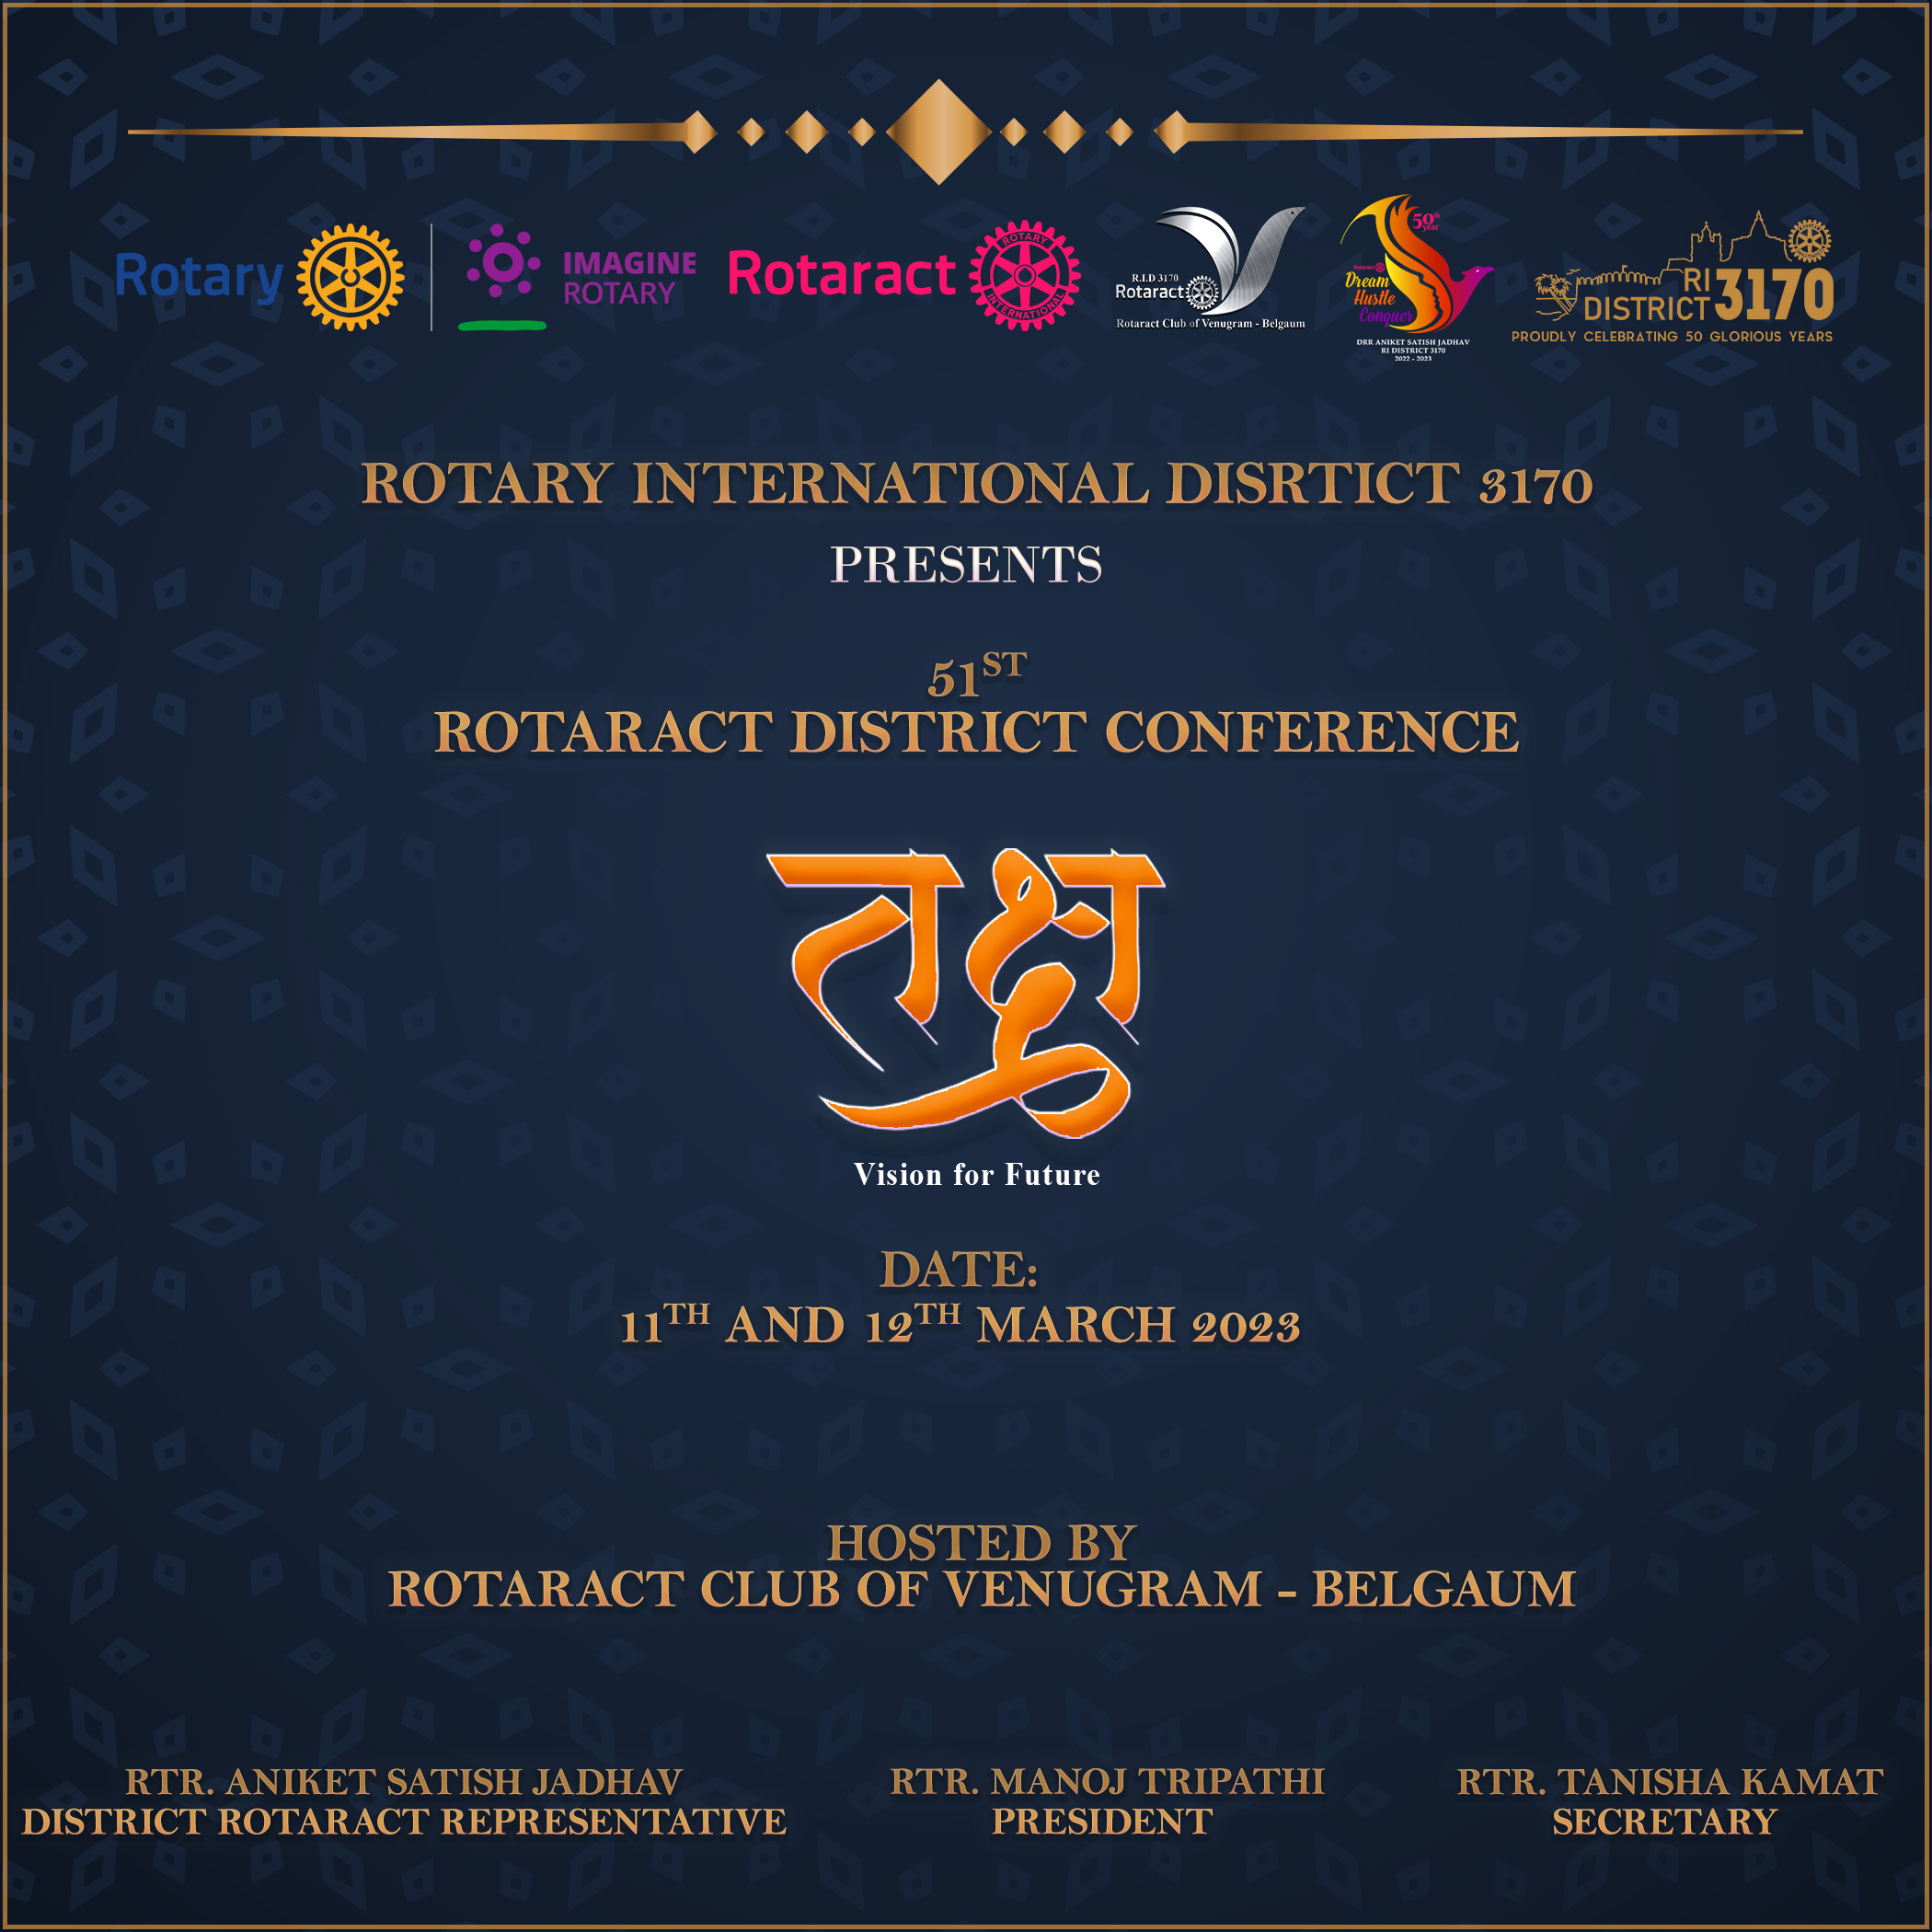 Rotary
IMAGINE
ROTARY
Rotaract
ROTARY
INTERNATIONAL
R.I.D 3170
Rotaract
Rotaract Club of Venugram - Belgaum
50th
year
Rotaract
Dream
Hustle
Conquer
DRR ANIKET SATISH JADHAV
RI DISTRICT 3170
2022 - 2023
RI
DISTRICT 3170
PROUDLY CELEBRATING 50 GLORIOUS YEARS
ROTARY INTERNATIONAL DISRTICT 3170
PRESENTS
51ST
ROTARACT DISTRICT CONFERENCE
तक्ष
Vision for Future
DATE:
11TH AND 12TH MARCH 2023
HOSTED BY
ROTARACT CLUB OF VENUGRAM - BELGAUM
RTR. ANIKET SATISH JADHAV
DISTRICT ROTARACT REPRESENTATIVE
RTR. MANOJ TRIPATHI
PRESIDENT
RTR. TANISHA KAMAT
SECRETARY